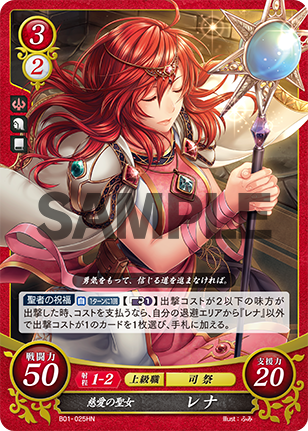 3
2
SAMPLE
勇気をもって、信じる道を進まなければ。
聖者の祝福 自 1ターンに1回 [1] 出撃コストが2以下の味方が
出撃した時、コストを支払うなら、自分の退避エリアから『レナ』以外
で出撃コストが1のカードを1枚選び、手札に加える。
戦闘力
50
射程 1-2 上級職 司祭
支援力
20
慈愛の聖女 レナ
B01-025HN
Illust:ふみ